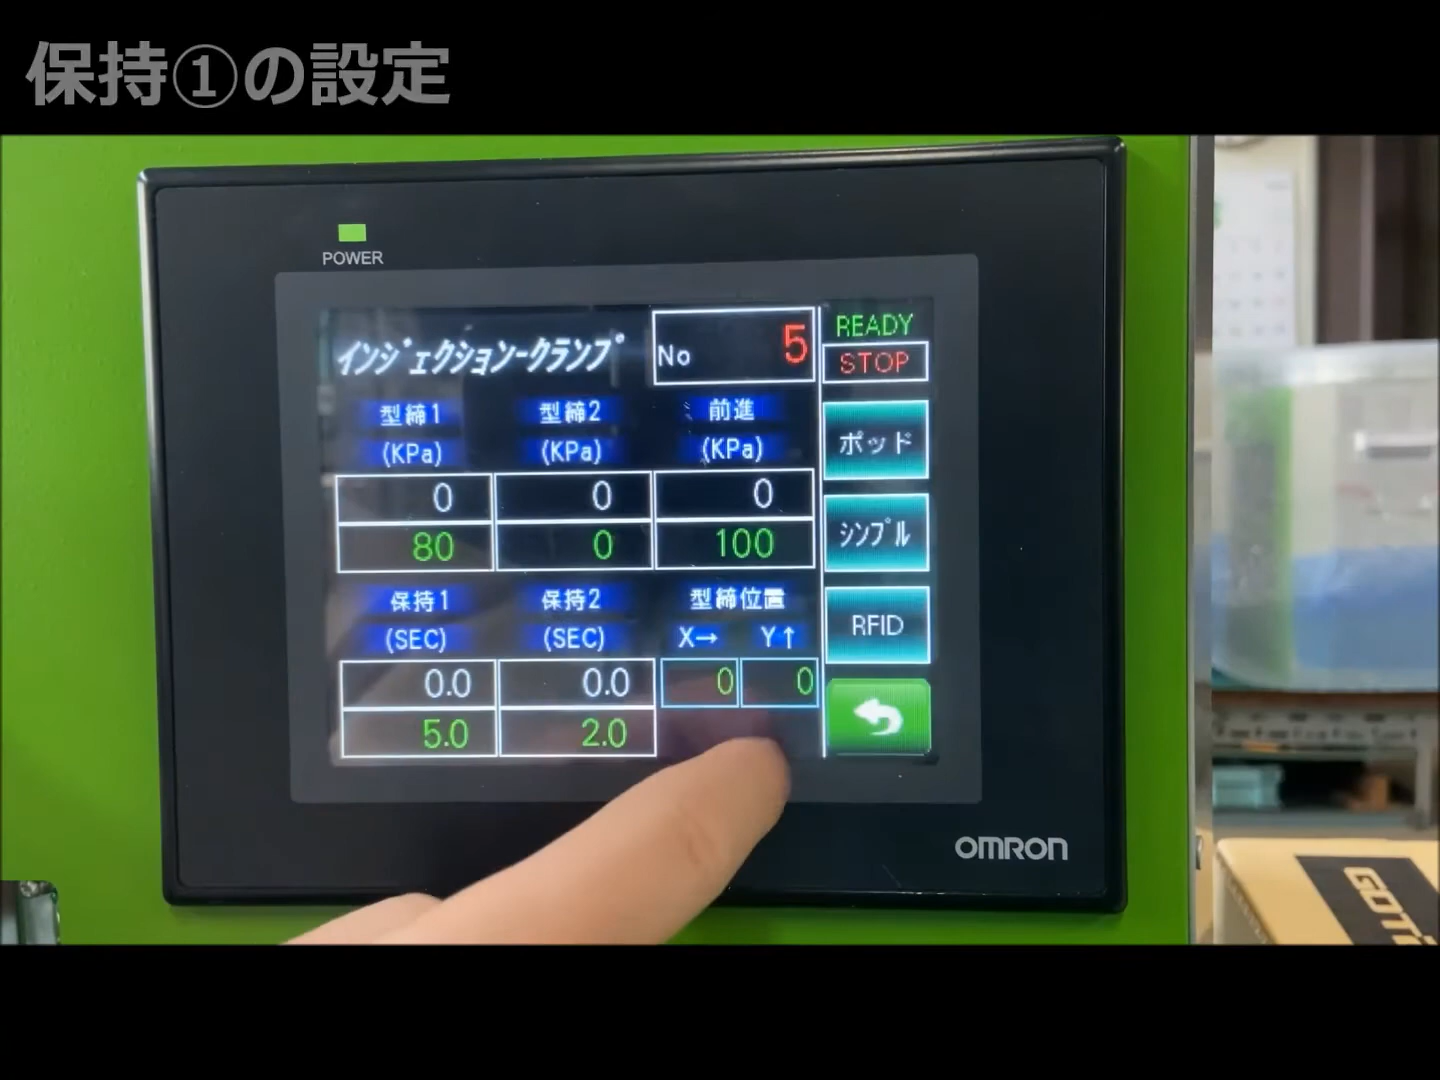 保持①の設定
POWER
インジェクションークランプ
No 5
READY
STOP
型締1 型締2 前進
(KPa) (KPa) (KPa)
0 0 0
80 0 100
保持1 保持2 型締位置
(SEC) (SEC) X→ Y↑
0.0 0.0 0 0
5.0 2.0
ポッド
シンプル
RFID
OMRON